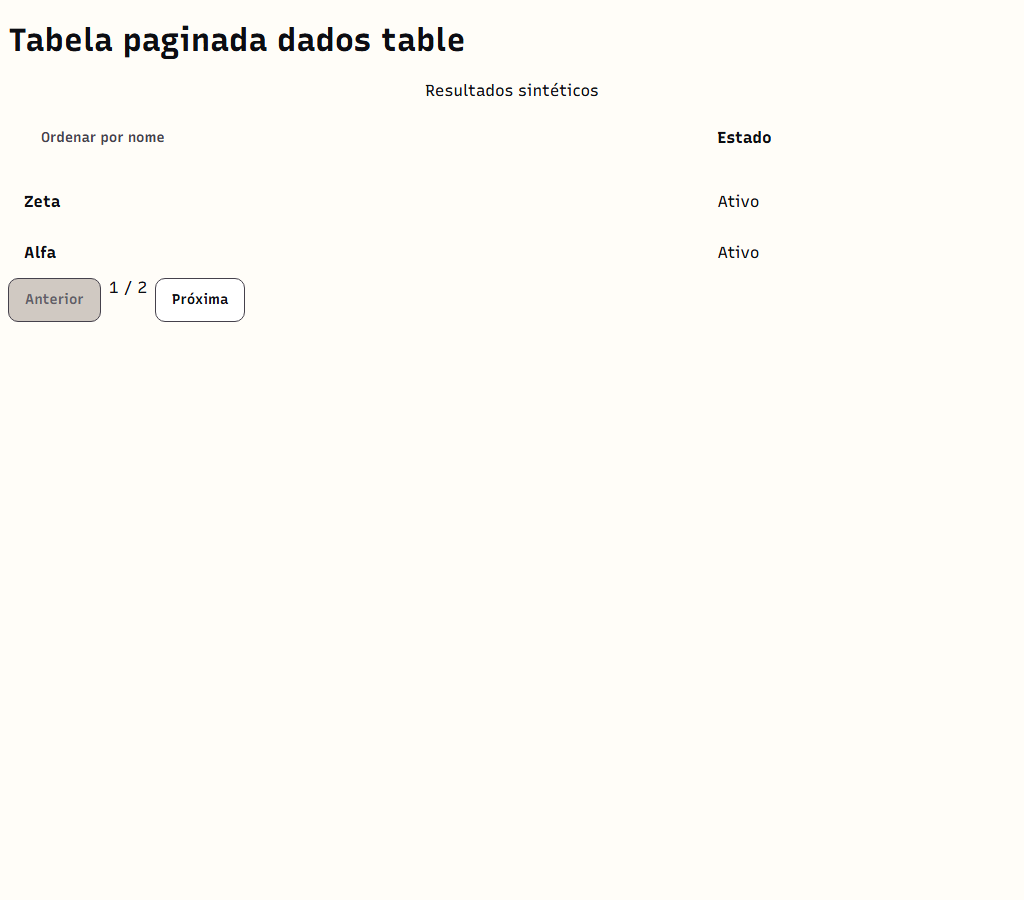 Tabela paginada dados table
Resultados sintéticos
Ordenar por nome Estado
Zeta Ativo
Alfa Ativo
Anterior 1 / 2 Próxima